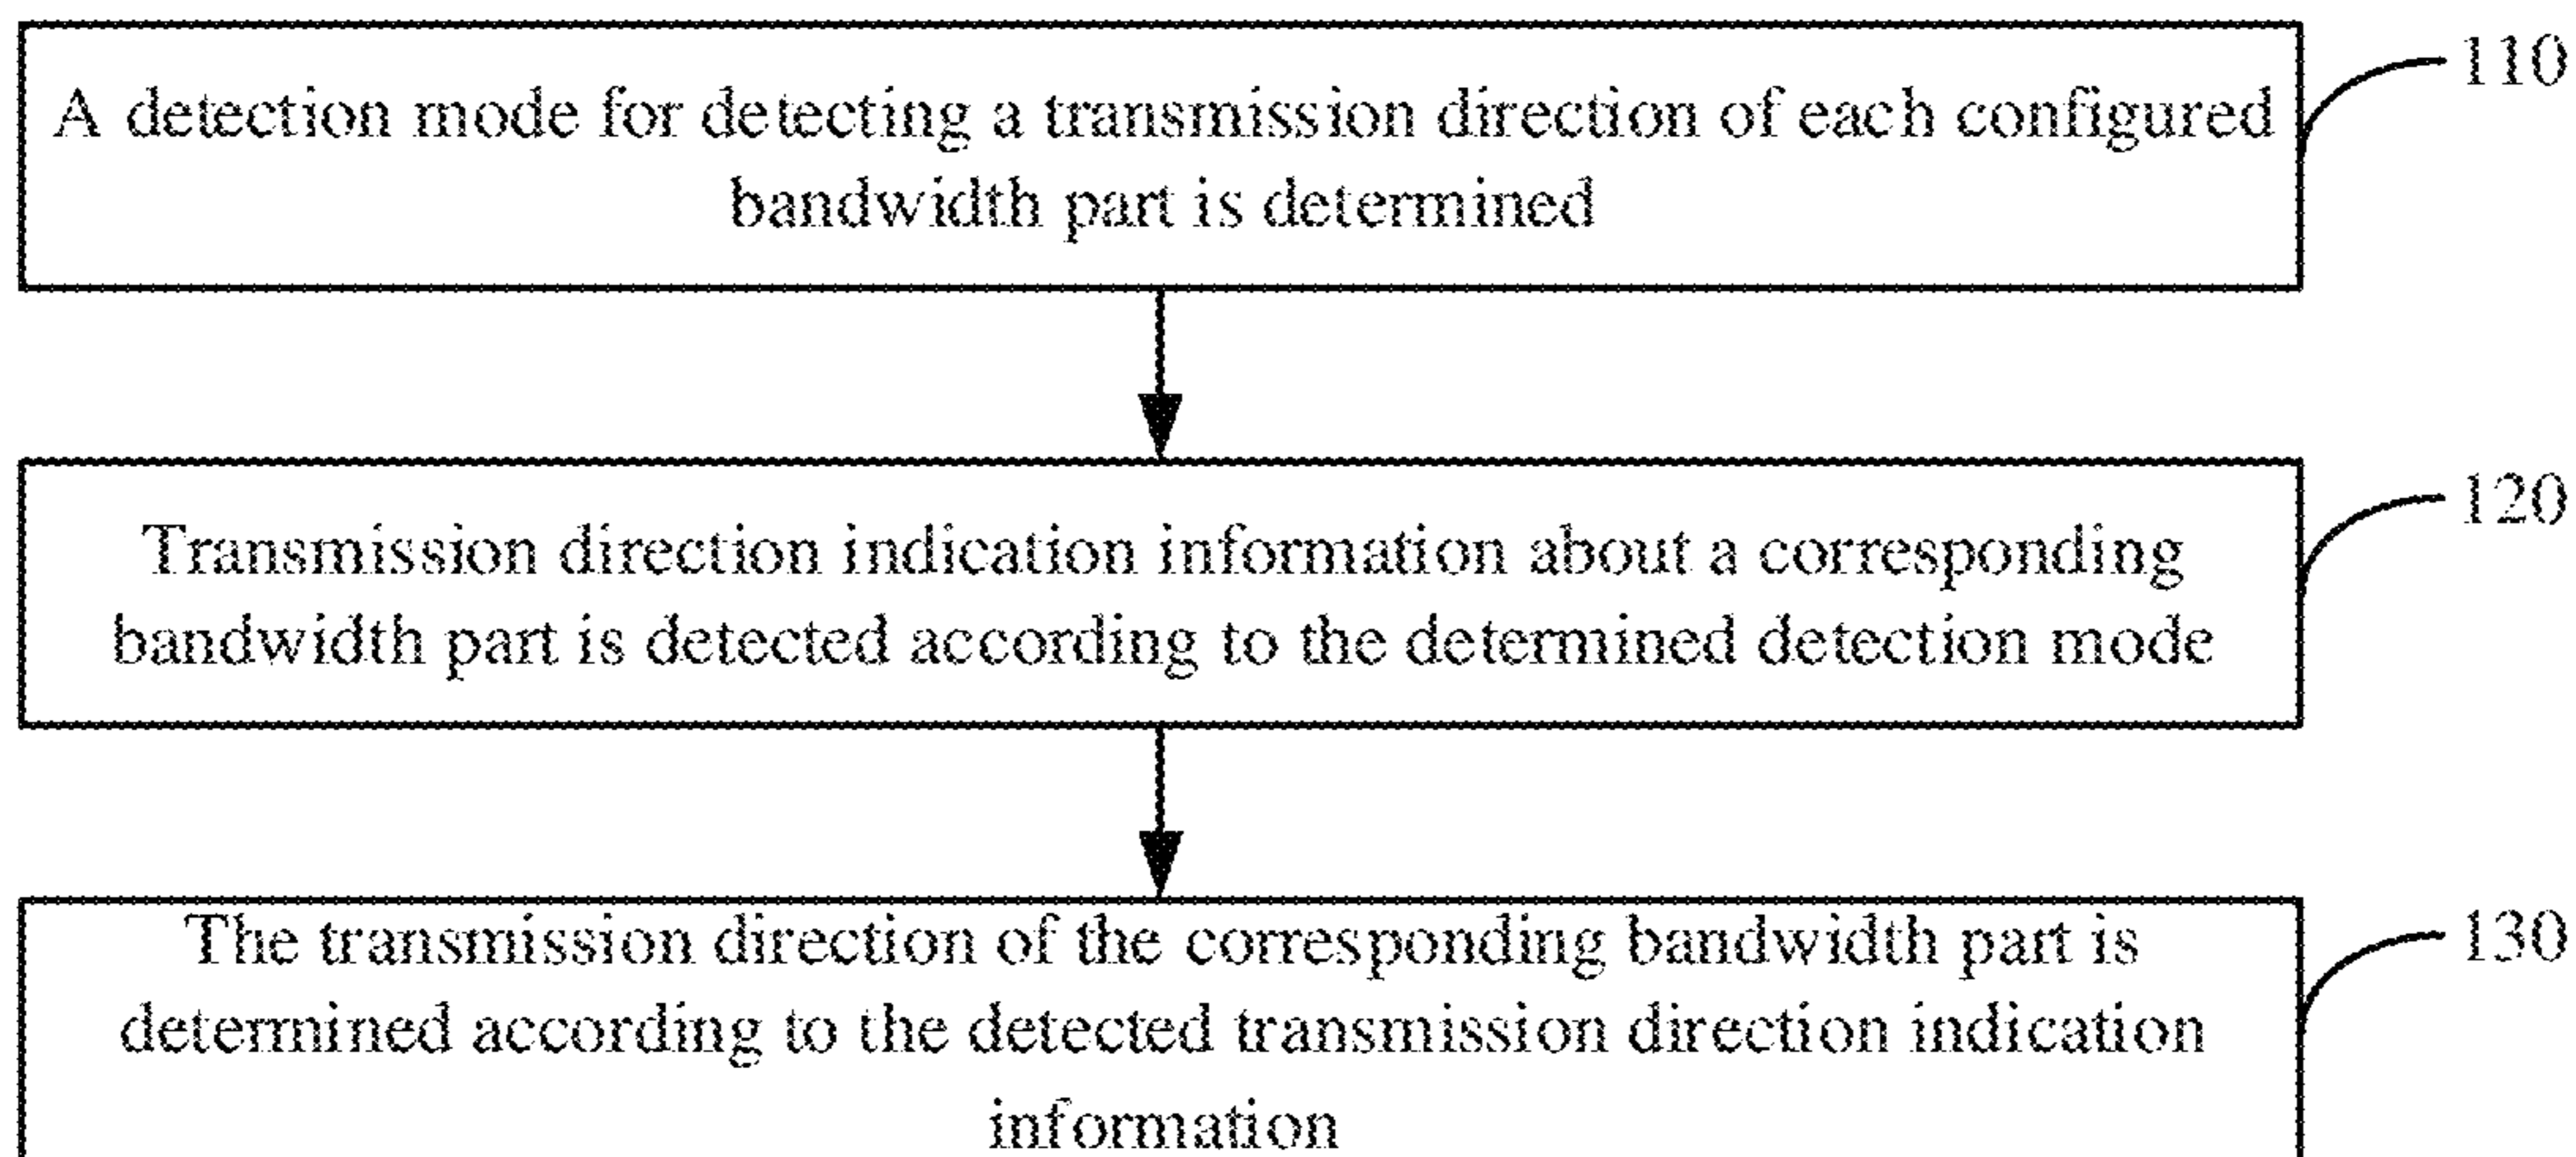 A detection mode for detecting a transmission direction of each configured
110
bandwidth part is determined
Transmission direction indication information about a corresponding
120
bandwidth part is detected according to the determined detection mode
The transmission direction of the corresponding bandwidth part is
130
determined according to the detected transmission direction indication
information